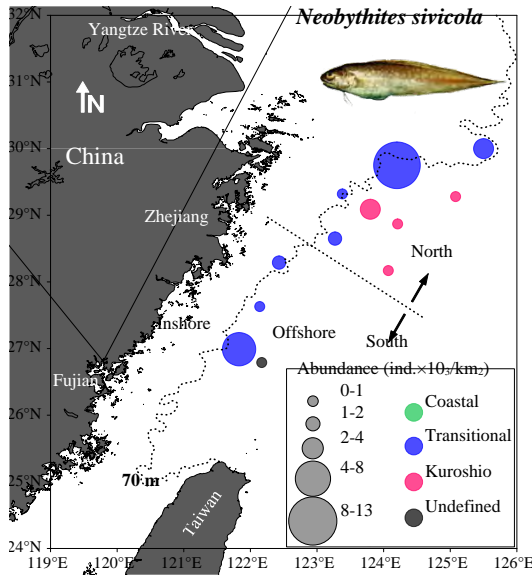 Neobythites sivicola
32°N
31°N
30°N
29°N
28°N
27°N
26°N
25°N
24°N
Yangtze River
N
China
Zhejiang
North
Inshore
Offshore
South
Fujian
70 m
Taiwan
Abundance (ind.×10₃/km₂)
0-1
1-2
2-4
4-8
8-13
Coastal
Transitional
Kuroshio
Undefined
119°E
120°E
121°E
122°E
123°E
124°E
125°E
126°E